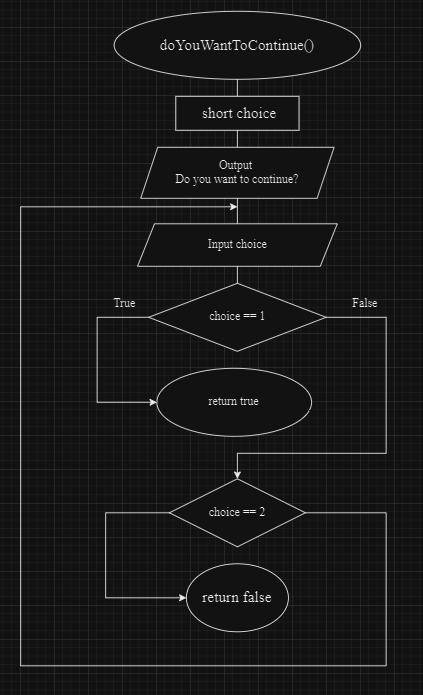 doYouWantToContinue()
short choice
Output
Do you want to continue?
Input choice
True
False
choice == 1
return true
choice == 2
return false